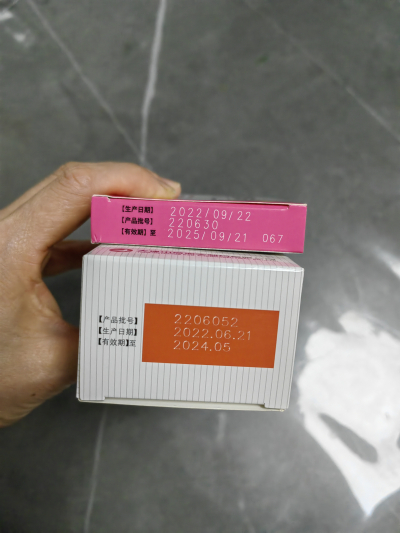 【生产日期】 2022/09/22
【产品批号】 220630
【有效期】至 2025/09/21 067
【产品批号】 2206052
【生产日期】 2022.06.21
【有效期】至 2024.05